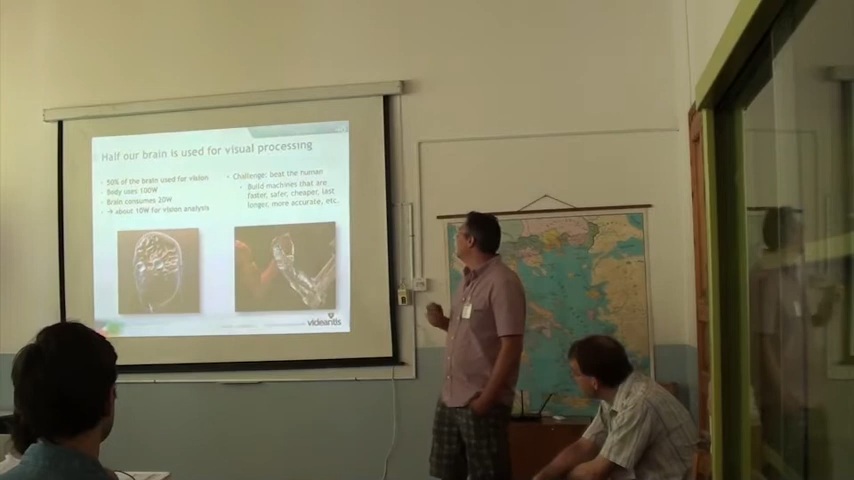 Half our brain is used for visual processing
• 50% of the brain used for vision
• Body uses 100W
• Brain consumes 20W
• → about 10W for vision analysis
• Challenge: beat the human
• Build machines that are
faster, safer, cheaper, last
longer, more accurate, etc.
videantis